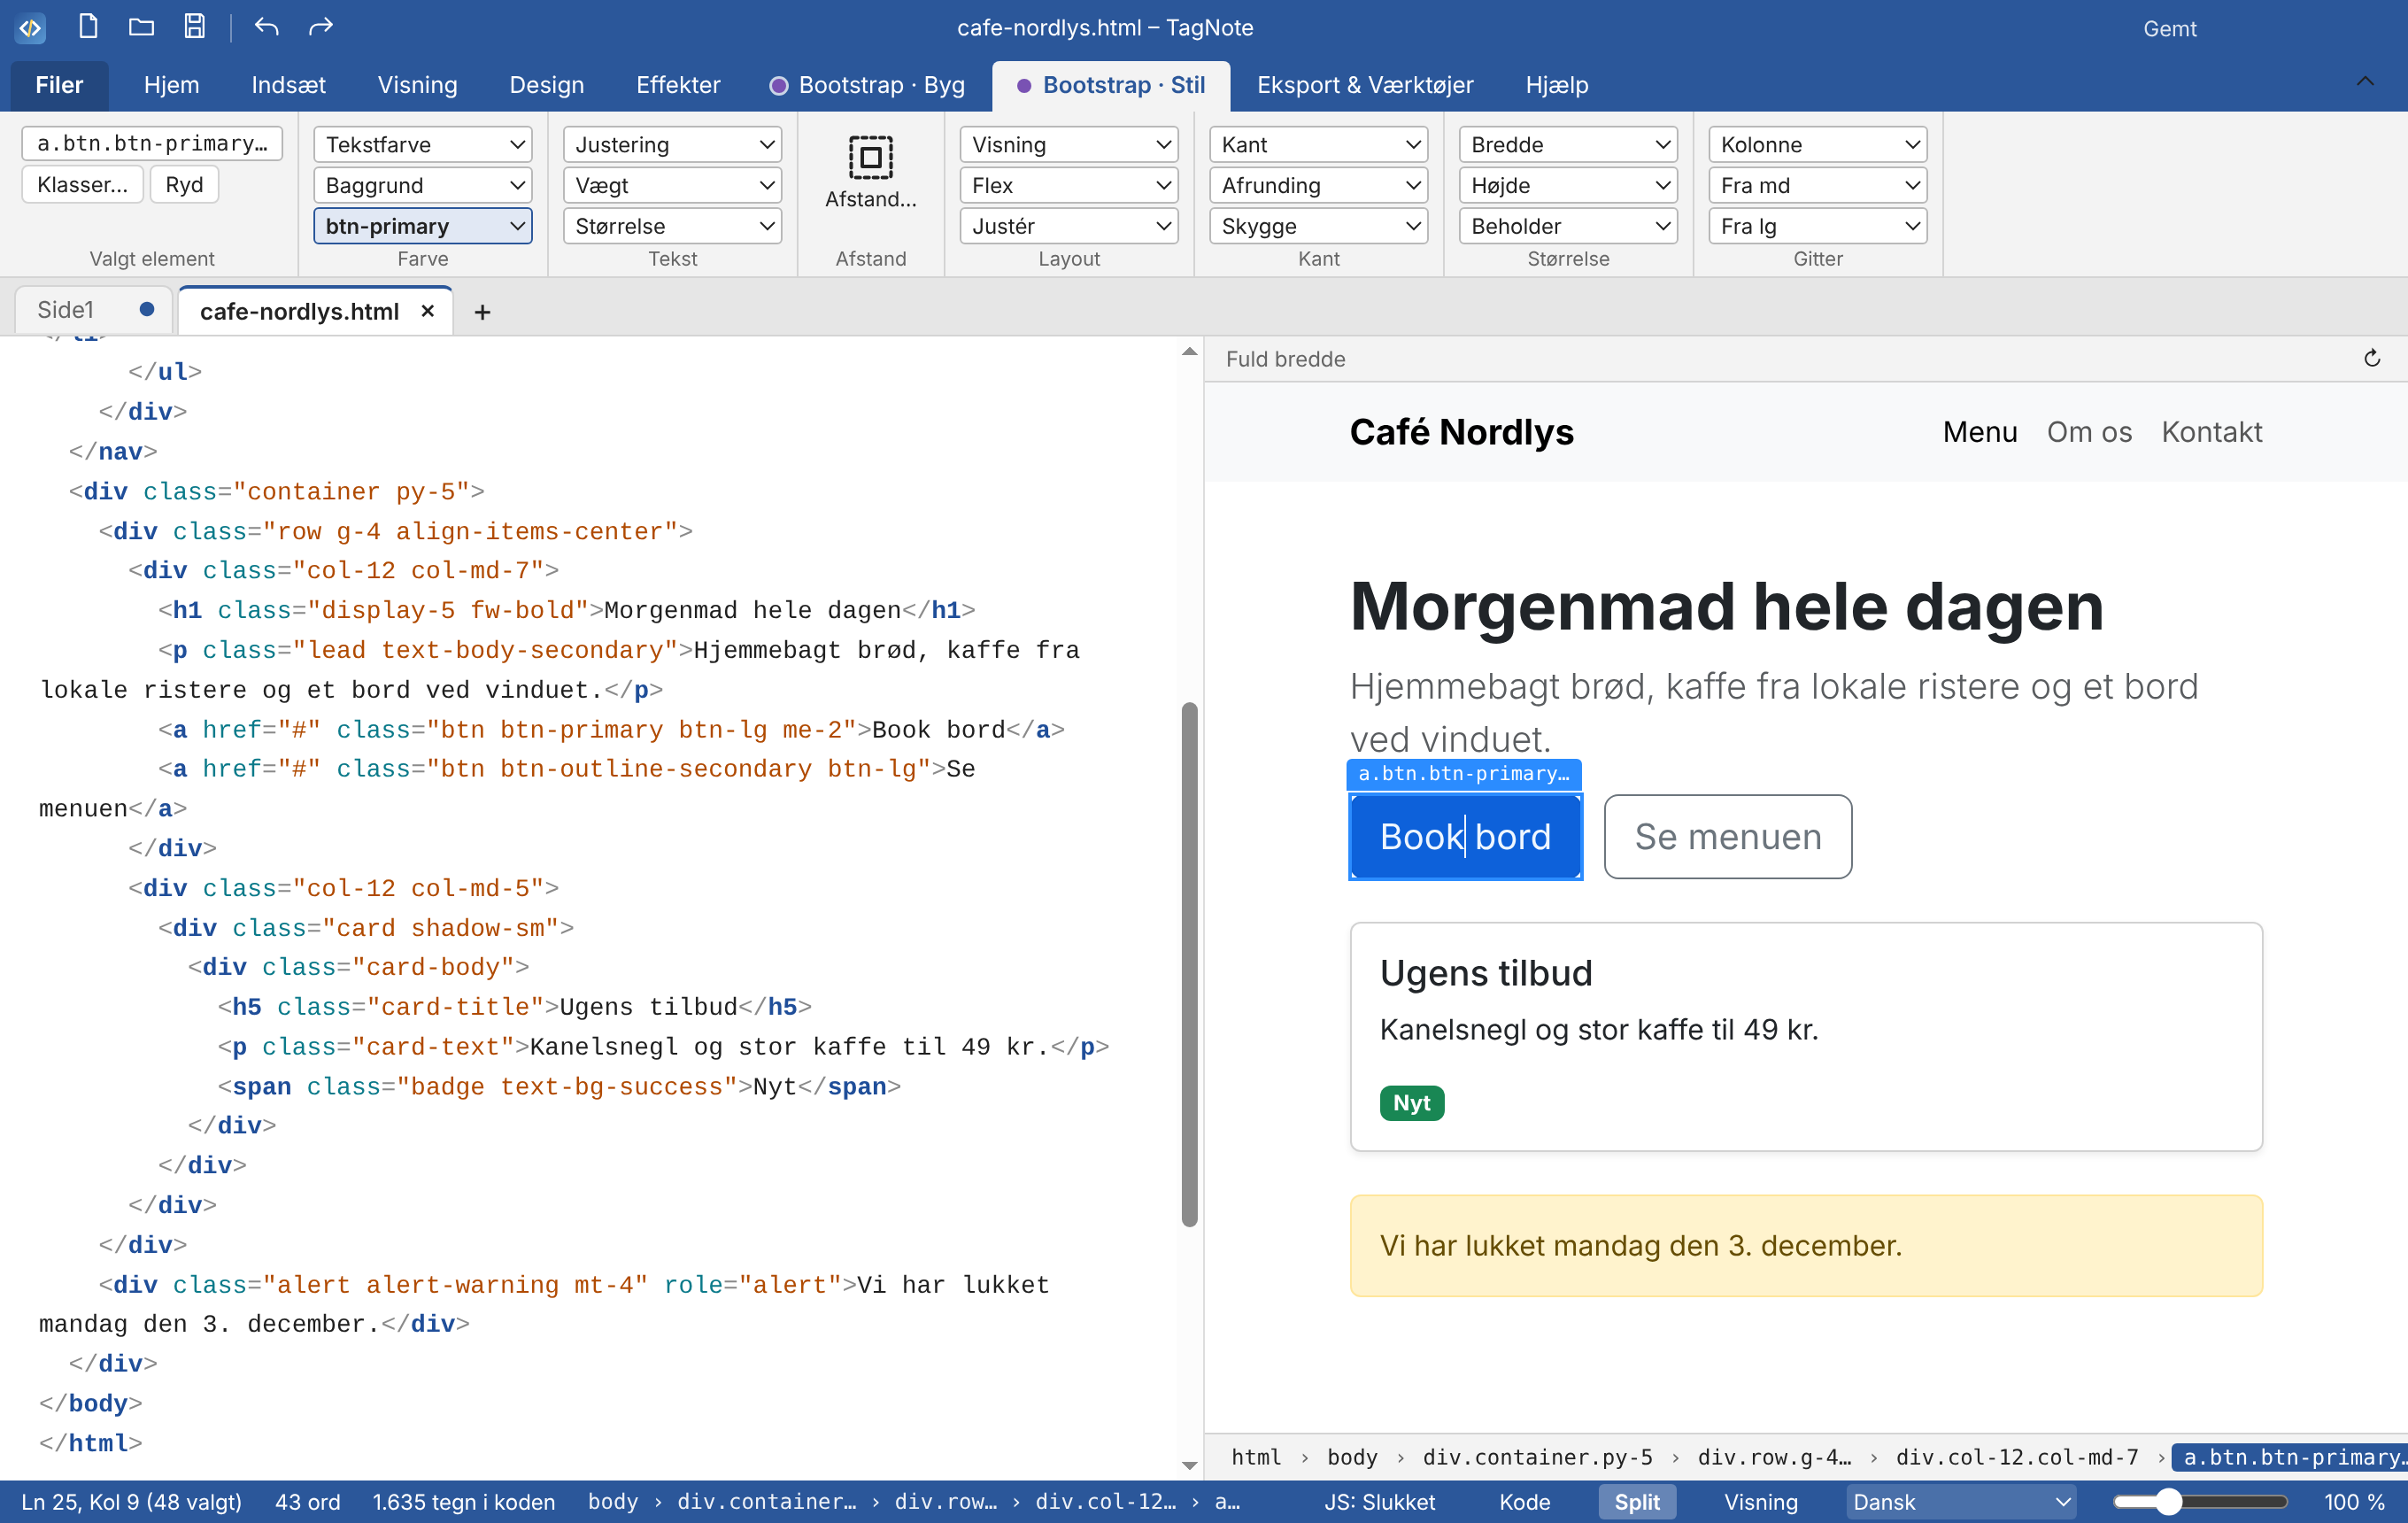 cafe-nordlys.html – TagNote
Gemt
Filer
Hjem
Indsæt
Visning
Design
Effekter
Bootstrap · Byg
Bootstrap · Stil
Eksport & Værktøjer
Hjælp
a.btn.btn-primary…
Klasser…
Ryd
Valgt element
Tekstfarve
Baggrund
btn-primary
Farve
Justering
Vægt
Størrelse
Tekst
Afstand…
Afstand
Visning
Flex
Justér
Layout
Kant
Afrunding
Skygge
Kant
Bredde
Højde
Beholder
Størrelse
Kolonne
Fra md
Fra lg
Gitter
Side1
cafe-nordlys.html
</li>
</ul>
</div>
</nav>
<div class="container py-5">
<div class="row g-4 align-items-center">
<div class="col-12 col-md-7">
<h1 class="display-5 fw-bold">Morgenmad hele dagen</h1>
<p class="lead text-body-secondary">Hjemmebagt brød, kaffe fra
lokale ristere og et bord ved vinduet.</p>
<a href="#" class="btn btn-primary btn-lg me-2">Book bord</a>
<a href="#" class="btn btn-outline-secondary btn-lg">Se
menuen</a>
</div>
<div class="col-12 col-md-5">
<div class="card shadow-sm">
<div class="card-body">
<h5 class="card-title">Ugens tilbud</h5>
<p class="card-text">Kanelsnegl og stor kaffe til 49 kr.</p>
<span class="badge text-bg-success">Nyt</span>
</div>
</div>
</div>
</div>
<div class="alert alert-warning mt-4" role="alert">Vi har lukket
mandag den 3. december.</div>
</div>
</body>
</html>
Fuld bredde
Café Nordlys
Menu
Om os
Kontakt
Morgenmad hele dagen
Hjemmebagt brød, kaffe fra lokale ristere og et bord
ved vinduet.
a.btn.btn-primary…
Book bord
Se menuen
Ugens tilbud
Kanelsnegl og stor kaffe til 49 kr.
Nyt
Vi har lukket mandag den 3. december.
html › body › div.container.py-5 › div.row.g-4… › div.col-12.col-md-7 › a.btn.btn-primary…
Ln 25, Kol 9 (48 valgt)
43 ord
1.635 tegn i koden
body › div.container… › div.row… › div.col-12… › a…
JS: Slukket
Kode
Split
Visning
Dansk
100 %